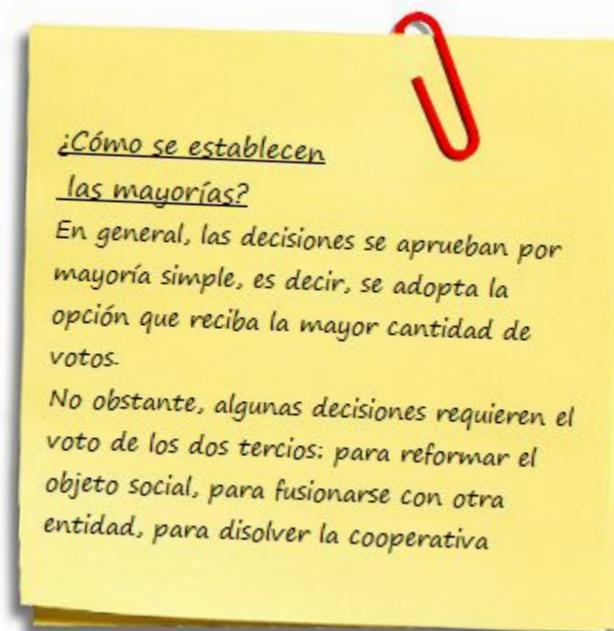 ¿Cómo se establecen
las mayorías?
En general, las decisiones se aprueban por
mayoría simple, es decir, se adopta la
opción que reciba la mayor cantidad de
votos.
No obstante, algunas decisiones requieren el
voto de los dos tercios: para reformar el
objeto social, para fusionarse con otra
entidad, para disolver la cooperativa